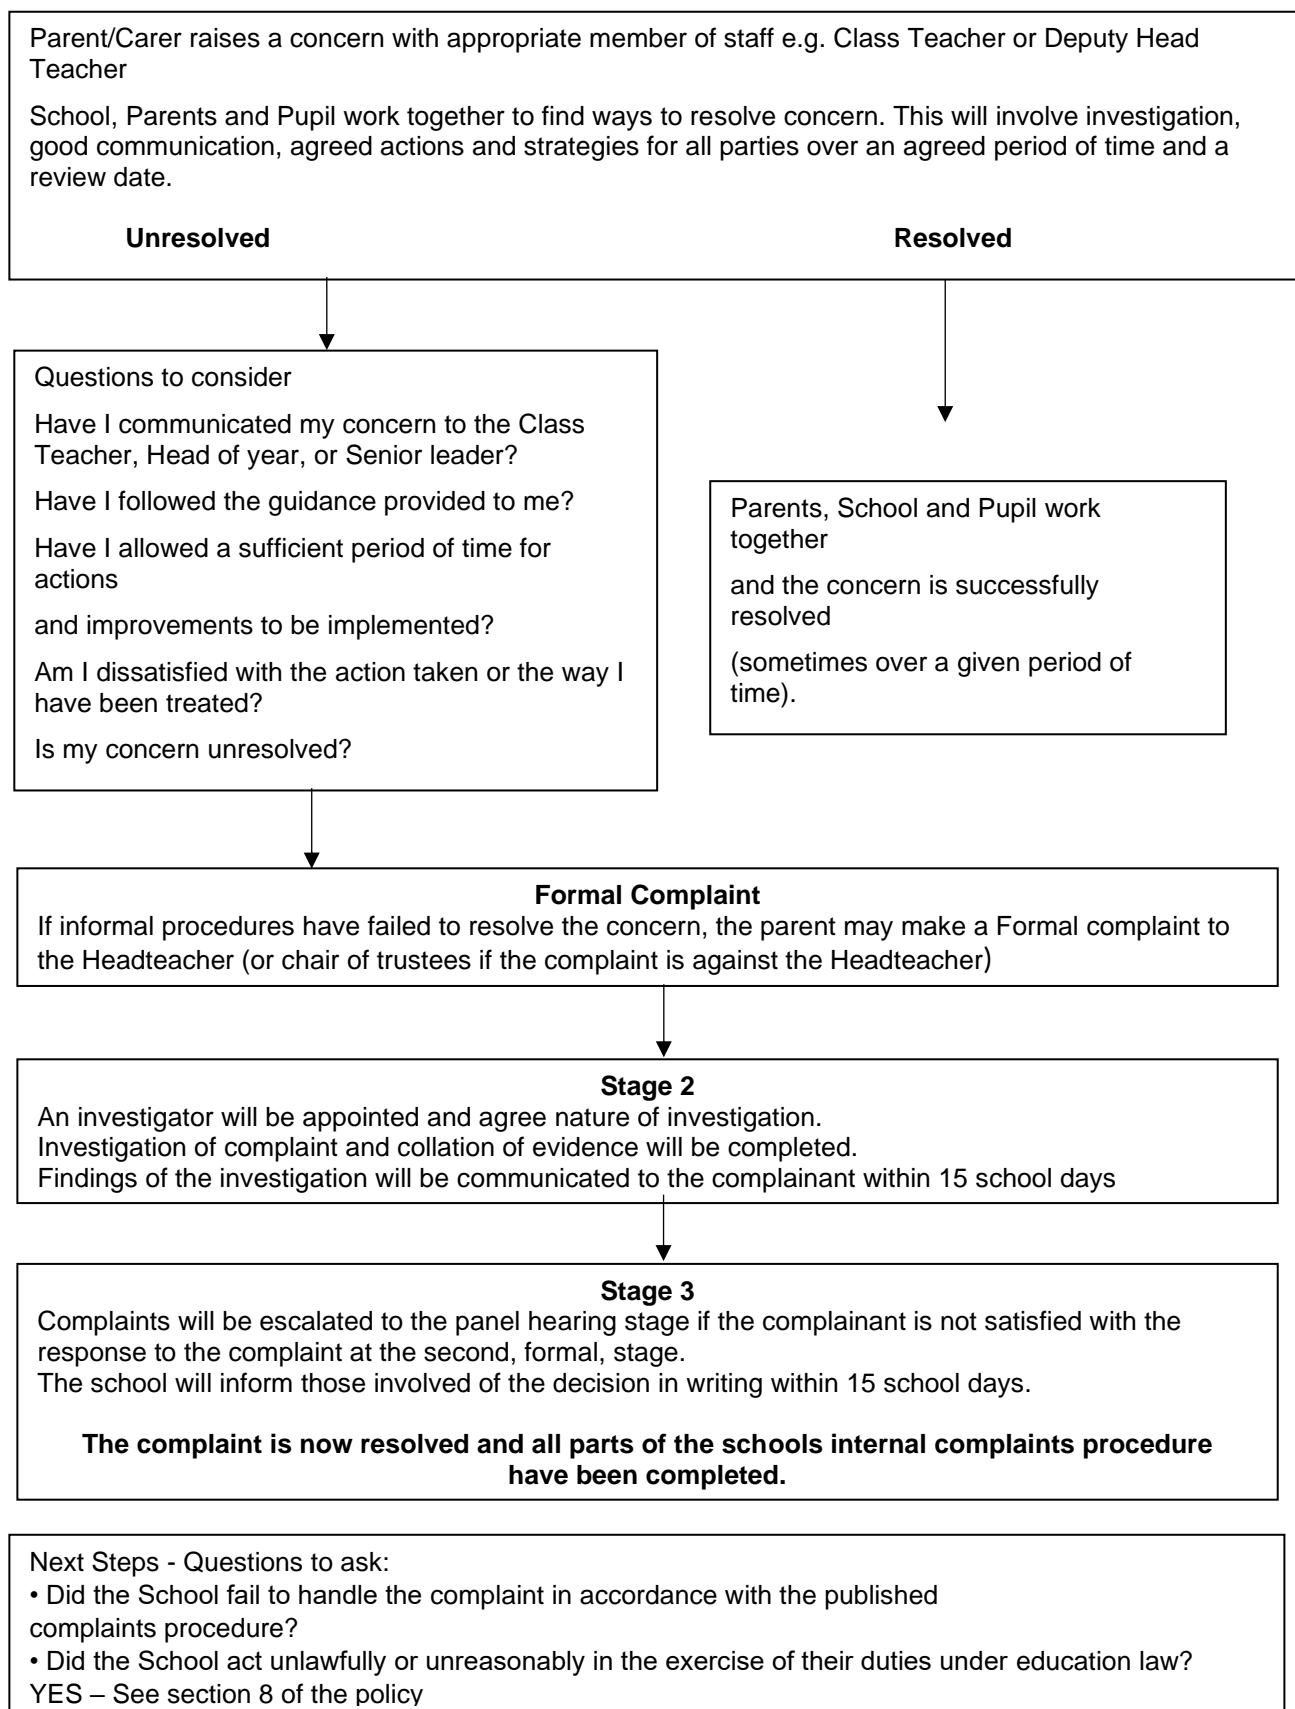 Parent/Carer raises a concern with appropriate member of staff e.g. Class Teacher or Deputy Head
Teacher
School, Parents and Pupil work together to find ways to resolve concern. This will involve investigation,
good communication, agreed actions and strategies for all parties over an agreed period of time and a
review date.
Unresolved
Resolved
Questions to consider
Have I communicated my concern to the Class
Teacher, Head of year, or Senior leader?
Have I followed the guidance provided to me?
Have I allowed a sufficient period of time for
actions
and improvements to be implemented?
Am I dissatisfied with the action taken or the way I
have been treated?
Is my concern unresolved?
Parents, School and Pupil work
together
and the concern is successfully
resolved
(sometimes over a given period of
time).
Formal Complaint
If informal procedures have failed to resolve the concern, the parent may make a Formal complaint to
the Headteacher (or chair of trustees if the complaint is against the Headteacher)
Stage 2
An investigator will be appointed and agree nature of investigation.
Investigation of complaint and collation of evidence will be completed.
Findings of the investigation will be communicated to the complainant within 15 school days
Stage 3
Complaints will be escalated to the panel hearing stage if the complainant is not satisfied with the
response to the complaint at the second, formal, stage.
The school will inform those involved of the decision in writing within 15 school days.
The complaint is now resolved and all parts of the schools internal complaints procedure
have been completed.
Next Steps - Questions to ask:
• Did the School fail to handle the complaint in accordance with the published
complaints procedure?
• Did the School act unlawfully or unreasonably in the exercise of their duties under education law?
YES – See section 8 of the policy